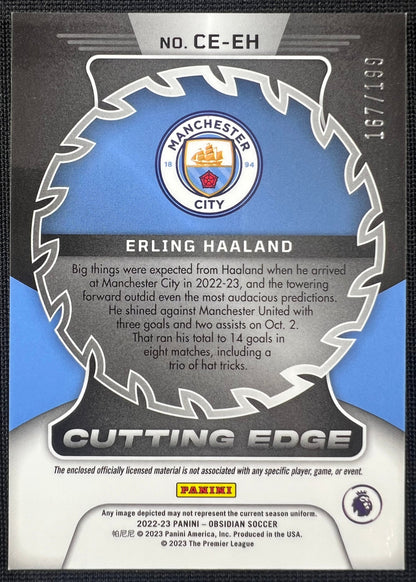 NO. CE-EH
167/199
MANCHESTER
18 94
CITY
ERLING HAALAND
Big things were expected from Haaland when he arrived
at Manchester City in 2022-23, and the towering
forward outdid even the most audacious predictions.
He shined against Manchester United with
three goals and two assists on Oct. 2.
That ran his total to 14 goals in
eight matches, including a
trio of hat tricks.
CUTTING EDGE
The enclosed officially licensed material is not associated with any specific player, game, or event.
PANINI
Any image depicted may not represent the current season uniform.
2022-23 PANINI – OBSIDIAN SOCCER
帕尼尼 © 2023 Panini America, Inc. Produced in the USA.
© 2023 The Premier League